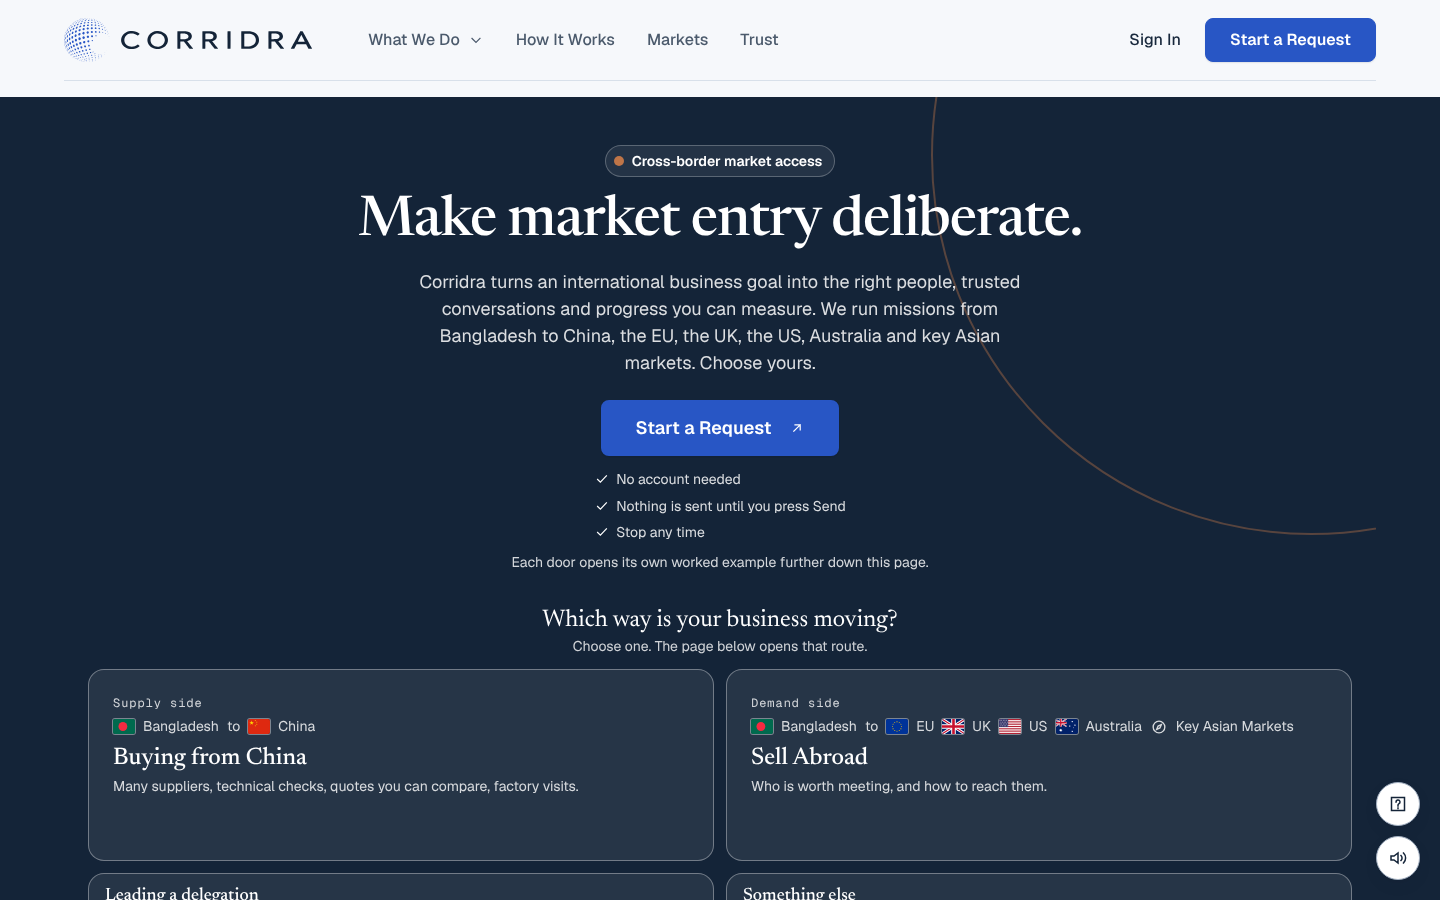 CORRIDRA
What We Do
How It Works
Markets
Trust
Sign In
Start a Request
Cross-border market access
Make market entry deliberate.
Corridra turns an international business goal into the right people, trusted
conversations and progress you can measure. We run missions from
Bangladesh to China, the EU, the UK, the US, Australia and key Asian
markets. Choose yours.
Start a Request
No account needed
Nothing is sent until you press Send
Stop any time
Each door opens its own worked example further down this page.
Which way is your business moving?
Choose one. The page below opens that route.
Supply side
Bangladesh to China
Buying from China
Many suppliers, technical checks, quotes you can compare, factory visits.
Demand side
Bangladesh to EU UK US Australia Key Asian Markets
Sell Abroad
Who is worth meeting, and how to reach them.
Leading a delegation
Something else